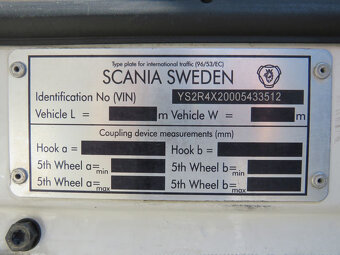 Type plate for international traffic (96/53/EC)
SCANIA SWEDEN
Identification No (VIN) YS2R4X20005433512
Vehicle L = m Vehicle W = m
Coupling device measurements (mm)
Hook a = Hook b =
5th Wheel a= min 5th Wheel b= min
5th Wheel a= max 5th Wheel b= max